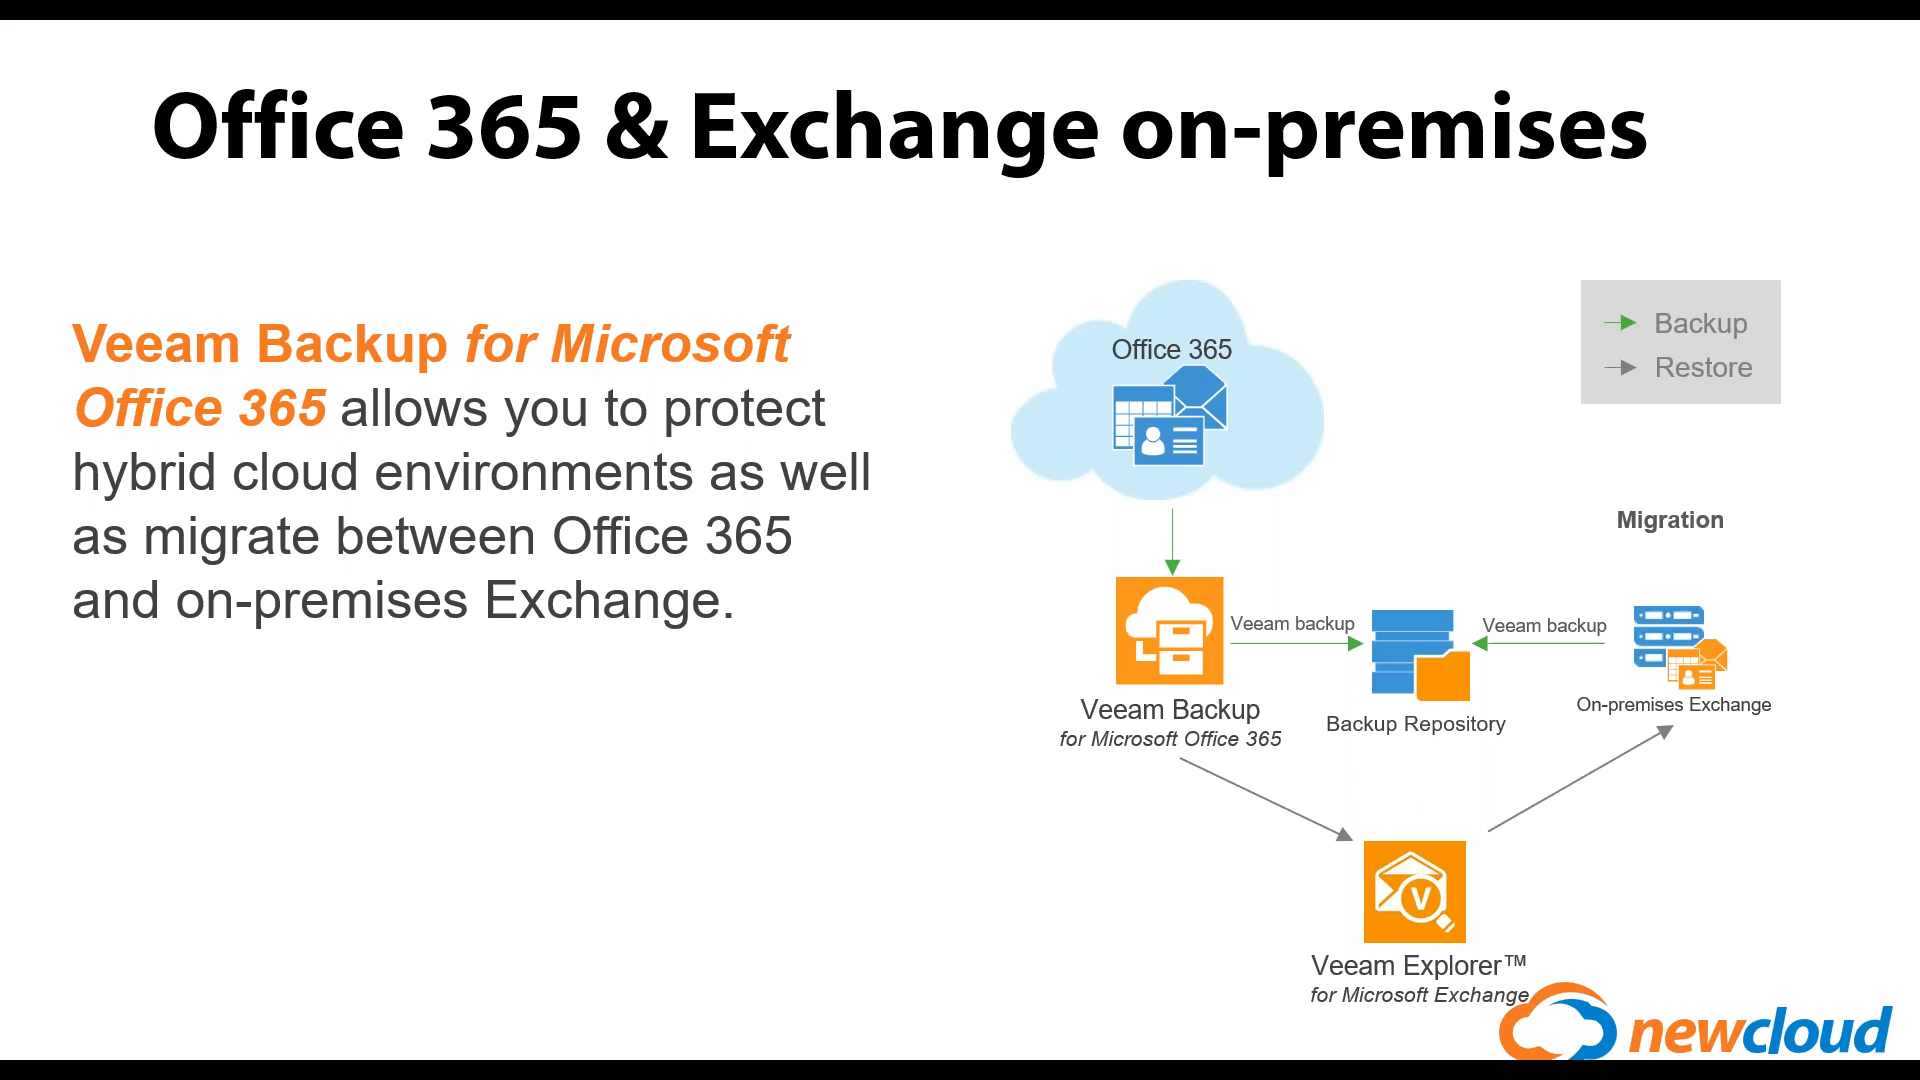 Office 365 & Exchange on-premises
Veeam Backup for Microsoft
Office 365 allows you to protect
hybrid cloud environments as well
as migrate between Office 365
and on-premises Exchange.
Office 365
Backup
Restore
Migration
Veeam backup
Veeam backup
Veeam Backup
for Microsoft Office 365
Backup Repository
On-premises Exchange
V
Veeam Explorer™
for Microsoft Exchange
newcloud